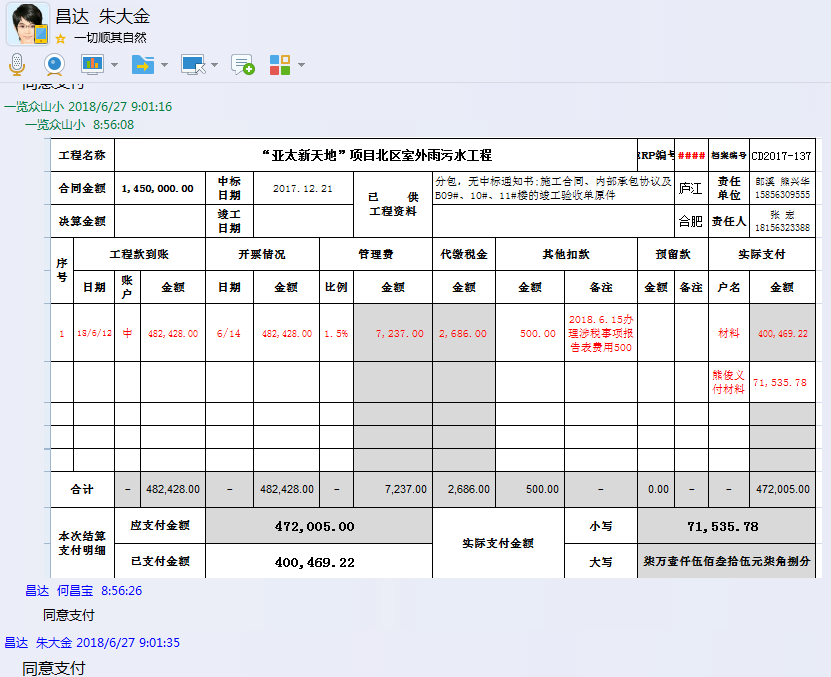 昌达 朱大金
一切顺其自然
同意支付
一览众山小 2018/6/27 9:01:16
一览众山小 8:56:08
工程名称 “亚太新天地”项目北区室外雨污水工程 ERP编号 #### 档案编号 CD2017-137
合同金额 1,450,000.00 中标日期 2017.12.21 已供工程资料 分包，无中标通知书;施工合同、内部承包协议及B09#、10#、11#楼的竣工验收单原件 庐江 责任单位 郎溪 熊兴华 15856309555
决算金额 竣工日期 合肥 责任人 张宏 18156323388
序号 工程款到账 开票情况 管理费 代缴税金 其他扣款 预留款 实际支付
日期 账户 金额 日期 金额 比例 金额 金额 金额 备注 金额 备注 户名 金额
1 18/6/12 中 482,428.00 6/14 482,428.00 1.5% 7,237.00 2,686.00 500.00 2018.6.15办理涉税事项报告表费用500 材料 400,469.22
熊俊义付材料 71,535.78
合计 - 482,428.00 - 482,428.00 - 7,237.00 2,686.00 500.00 - 0.00 - - 472,005.00
本次结算支付明细 应支付金额 472,005.00 实际支付金额 小写 71,535.78
已支付金额 400,469.22 大写 柒万壹仟伍佰叁拾伍元柒角捌分
昌达 何昌宝 8:56:26
同意支付
昌达 朱大金 2018/6/27 9:01:35
同意支付